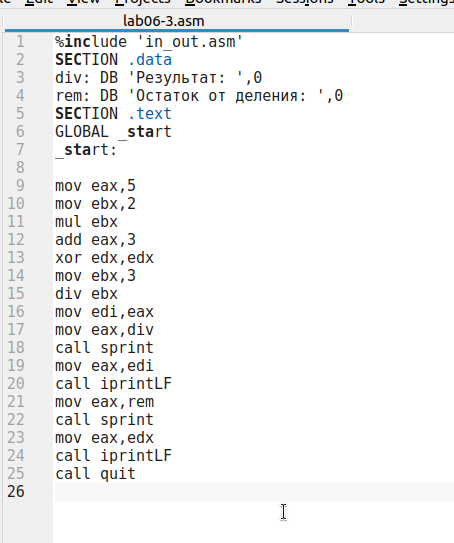 Edit View Projects Bookmarks Sessions Tools Settings
lab06-3.asm
1 %include 'in_out.asm'
2 SECTION .data
3 div: DB 'Результат: ',0
4 rem: DB 'Остаток от деления: ',0
5 SECTION .text
6 GLOBAL _start
7 _start:
8
9 mov eax,5
10 mov ebx,2
11 mul ebx
12 add eax,3
13 xor edx,edx
14 mov ebx,3
15 div ebx
16 mov edi,eax
17 mov eax,div
18 call sprint
19 mov eax,edi
20 call iprintLF
21 mov eax,rem
22 call sprint
23 mov eax,edx
24 call iprintLF
25 call quit
26